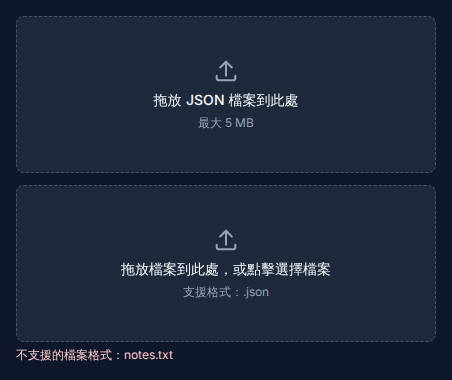 拖放 JSON 檔案到此處
最大 5 MB
拖放檔案到此處，或點擊選擇檔案
支援格式：.json
不支援的檔案格式：notes.txt